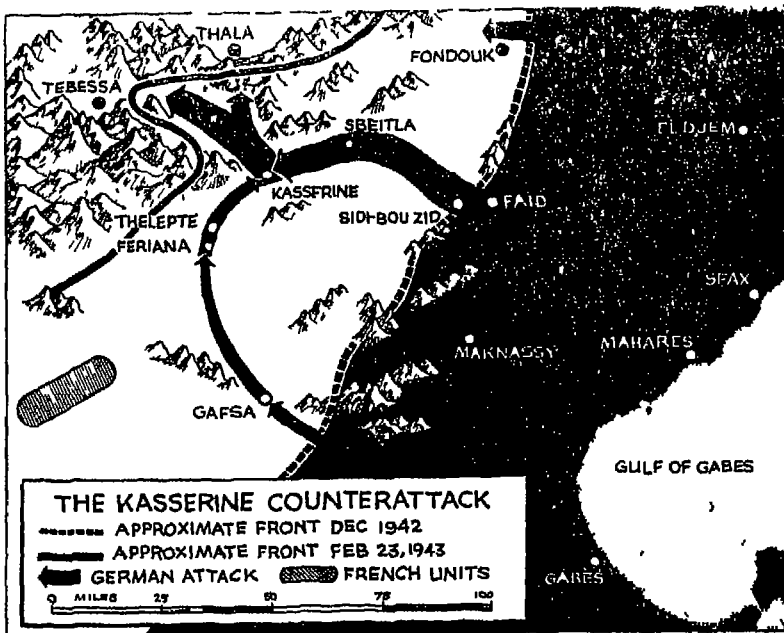 THALA
FONDOUK
TEBESSA
SBEITLA
EL DJEM
KASSERINE
FAID
SIDI-BOU ZID
THELEPTE
FERIANA
SFAX
MAKNASSY
MAHARES
GAFSA
GULF OF GABES
GABES
THE KASSERINE COUNTERATTACK
APPROXIMATE FRONT DEC 1942
APPROXIMATE FRONT FEB 23, 1943
GERMAN ATTACK
FRENCH UNITS
0 MILES 25 50 75 100